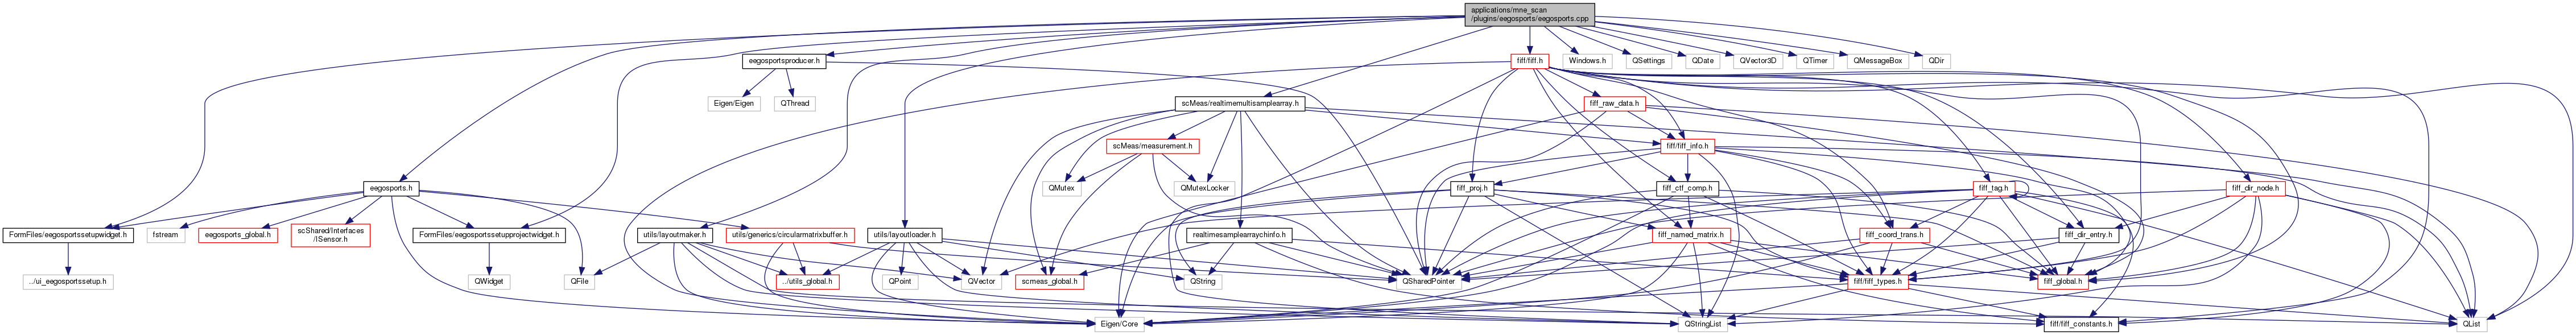 applications/mne_scan
/plugins/eegosports/eegosports.cpp
eegosportsproducer.h
fiff/fiff.h
Windows.h
QSettings
QDate
QVector3D
QTimer
QMessageBox
QDir
Eigen/Eigen
QThread
scMeas/realtimemultisamplearray.h
fiff_raw_data.h
scMeas/measurement.h
fiff/fiff_info.h
eegosports.h
QMutex
QMutexLocker
fiff_proj.h
fiff_ctf_comp.h
fiff_tag.h
fiff_dir_node.h
FormFiles/eegosportssetupwidget.h
fstream
eegosports_global.h
scShared/Interfaces
/ISensor.h
FormFiles/eegosportssetupprojectwidget.h
utils/layoutmaker.h
utils/generics/circularmatrixbuffer.h
utils/layoutloader.h
realtimesamplearraychinfo.h
fiff_named_matrix.h
fiff_coord_trans.h
fiff_dir_entry.h
../ui_eegosportssetup.h
QWidget
QFile
../utils_global.h
QPoint
QVector
QString
scmeas_global.h
QSharedPointer
fiff/fiff_types.h
fiff_global.h
Eigen/Core
QStringList
fiff/fiff_constants.h
QList